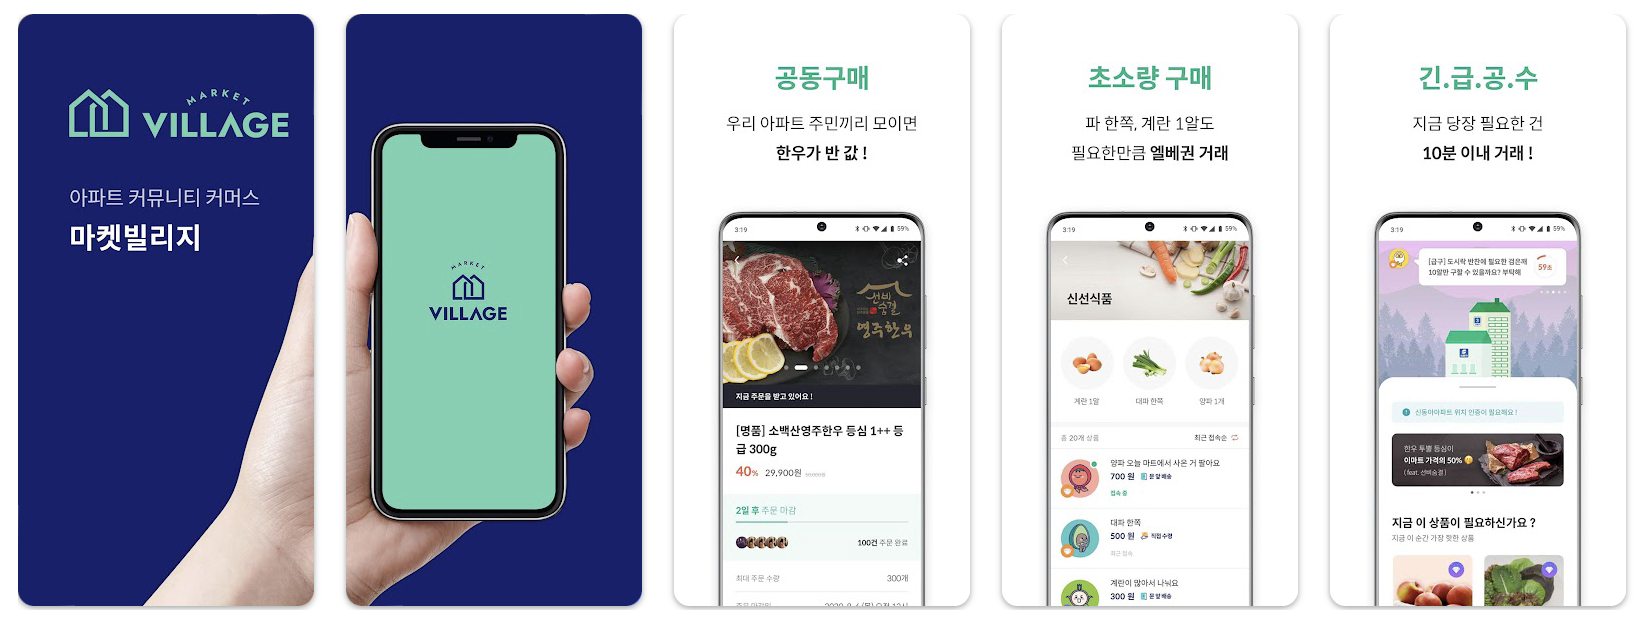 MARKET
VILLAGE
아파트 커뮤니티 커머스
마켓빌리지
MARKET
VILLAGE
공동구매
우리 아파트 주민끼리 모이면
한우가 반 값 !
3:19
59%
선비숨결
영주한우
지금 주문을 받고 있어요 !
[명품] 소백산영주한우 등심 1++ 등
급 300g
40% 29,900원
2일 후 주문 마감
100건 주문 완료
최대 주문 수량 300개
초소량 구매
파 한쪽, 계란 1알도
필요한만큼 엘베권 거래
3:19
59%
신선식품
계란 1알
대파 한쪽
양파 1개
총 20개 상품
최근 접속순
양파 오늘 마트에서 사온 거 팔아요
700 원 문 앞 배송
접속 중
대파 한쪽
500 원 직접 수령
최근 접속
계란이 많아서 나눠요
300 원 문 앞 배송
긴.급.공.수
지금 당장 필요한 건
10분 이내 거래 !
3:19
59%
[급구] 도시락 반찬에 필요한 검은깨
10알만 구할 수 있을까요? 부탁해
59초
신동아아파트 위치 인증이 필요해요 !
한우 투뿔 등심이
이마트 가격의 50%
( feat. 선비숨결 )
지금 이 상품이 필요하신가요 ?
지금 이 순간 가장 핫한 상품